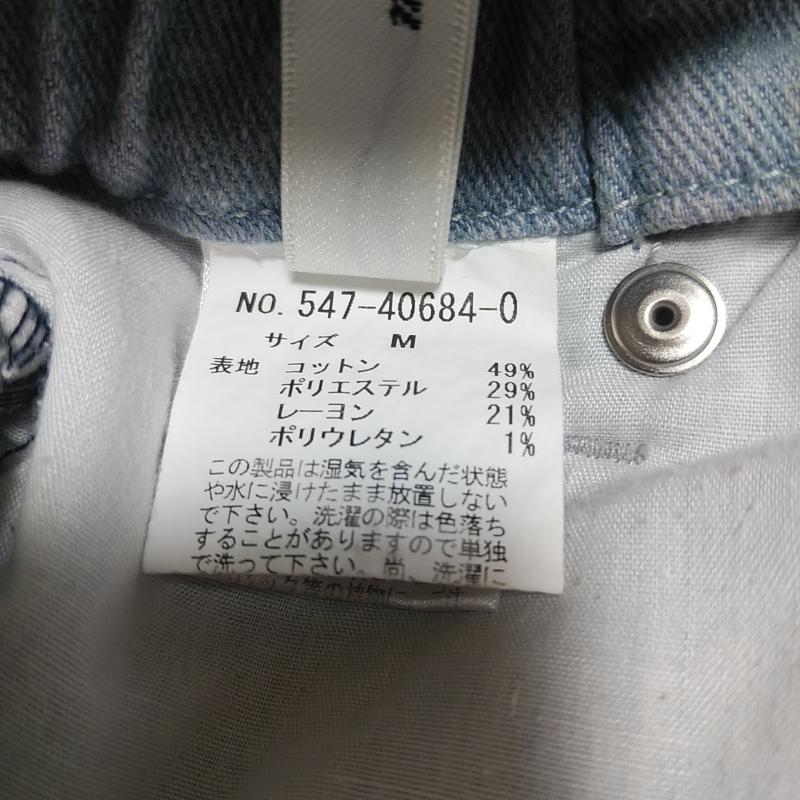 NO. 547-40684-0
サイズ M
表地 コットン 49%
ポリエステル 29%
レーヨン 21%
ポリウレタン 1%
この製品は湿気を含んだ状態
や水に浸けたまま放置しない
で下さい。洗濯の際は色落ち
することがありますので単独
で洗って下さい。尚、洗濯に